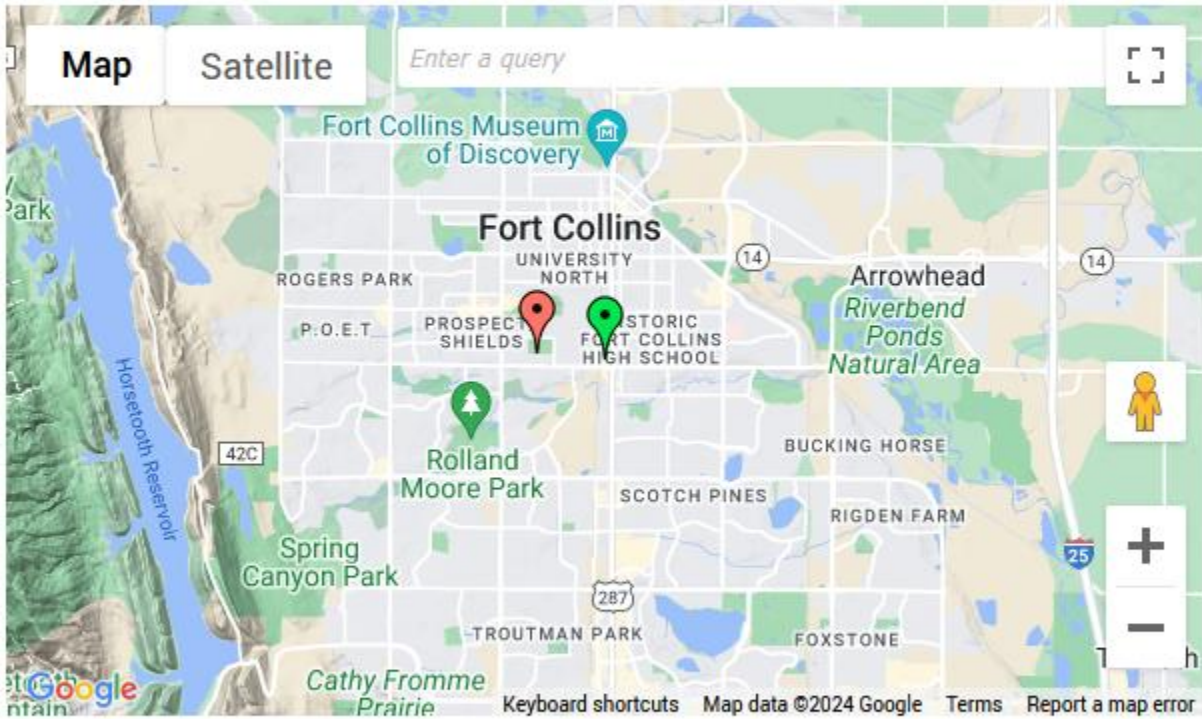 Map
Satellite
Enter a query
Fort Collins Museum
of Discovery
Park
Fort Collins
UNIVERSITY
NORTH
14
14
ROGERS PARK
Arrowhead
Riverbend
Ponds
Natural Area
P.O.E.T.
PROSPECT
SHIELDS
ISTORIC
FORT COLLINS
HIGH SCHOOL
Horsetooth Reservoir
42C
Rolland
Moore Park
BUCKING HORSE
SCOTCH PINES
RIGDEN FARM
Spring
Canyon Park
25
287
TROUTMAN PARK
FOXSTONE
Cathy Fromme
Prairie
Google
Keyboard shortcuts
Map data ©2024 Google
Terms
Report a map error